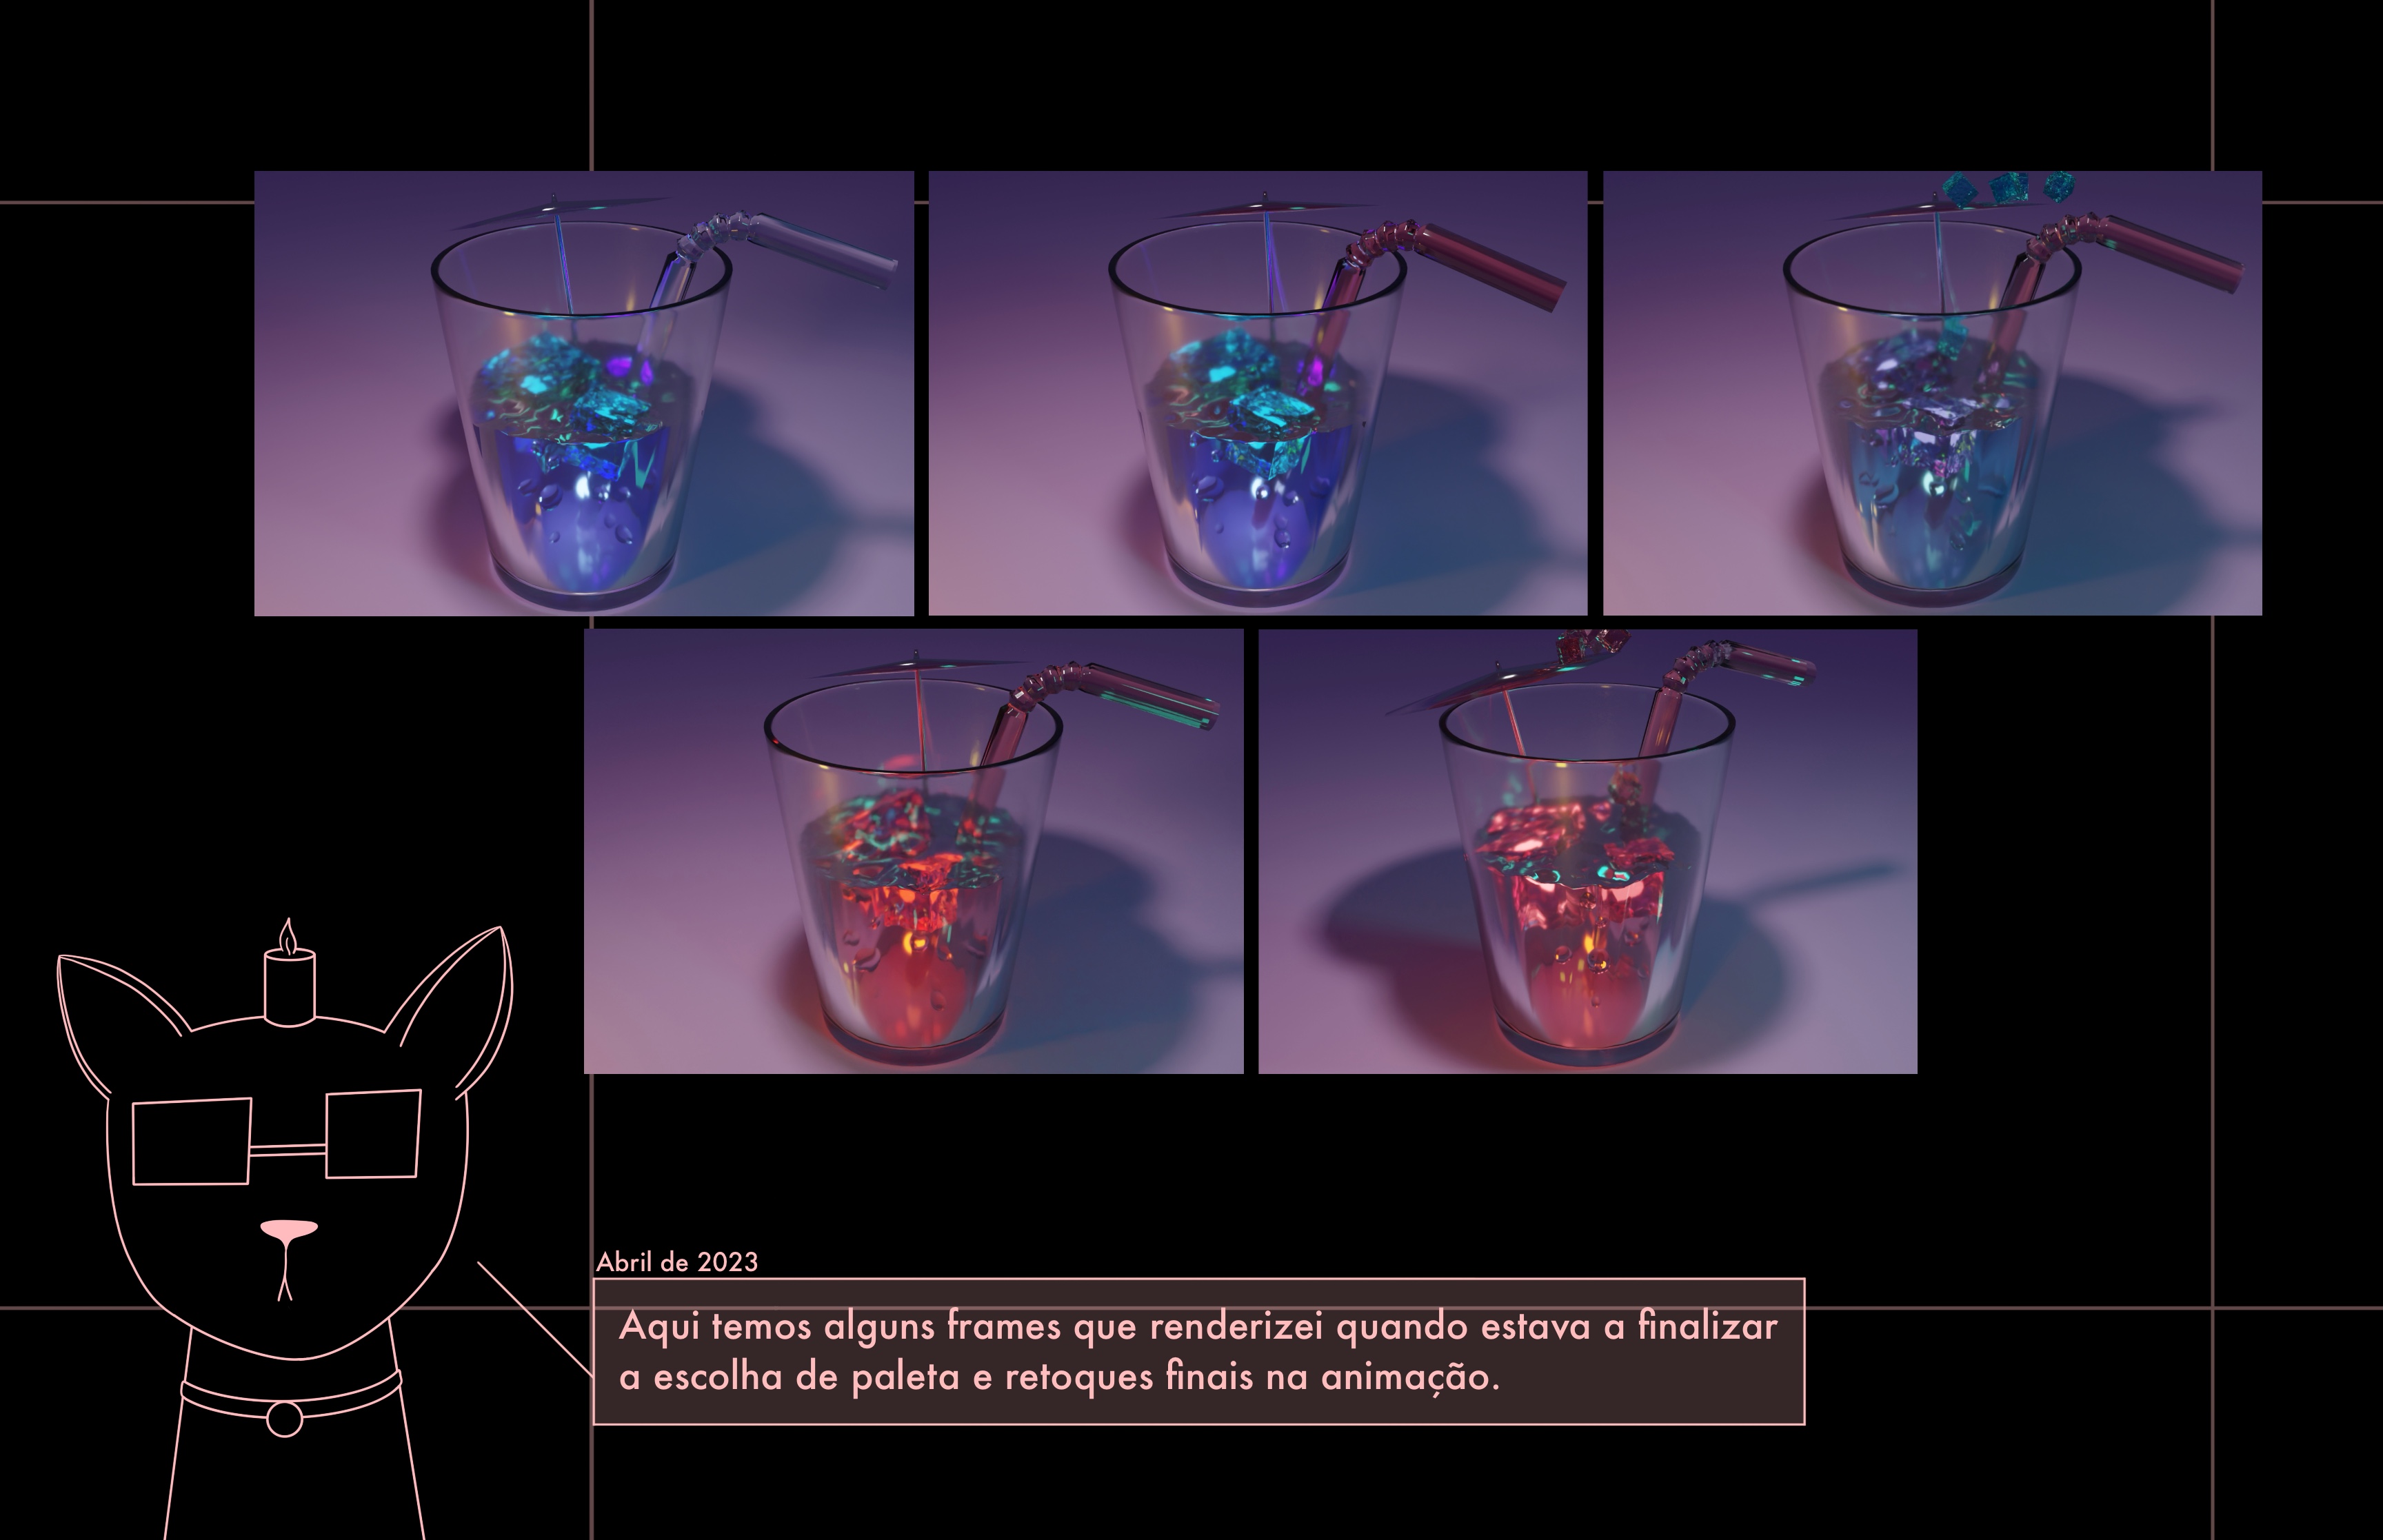 Abril de 2023
Aqui temos alguns frames que renderizei quando estava a finalizar
a escolha de paleta e retoques finais na animação.